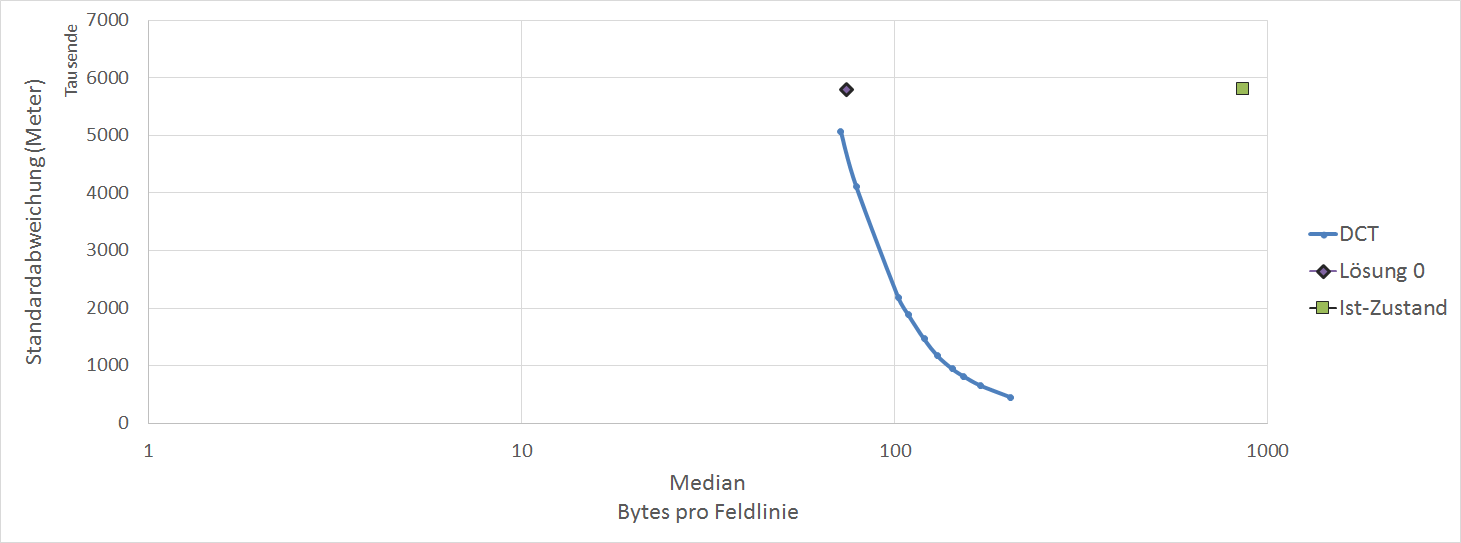 Standardabweichung (Meter)
Tausende
7000
6000
5000
4000
3000
2000
1000
0
1
10
100
1000
Median
Bytes pro Feldlinie
DCT
Lösung 0
Ist-Zustand